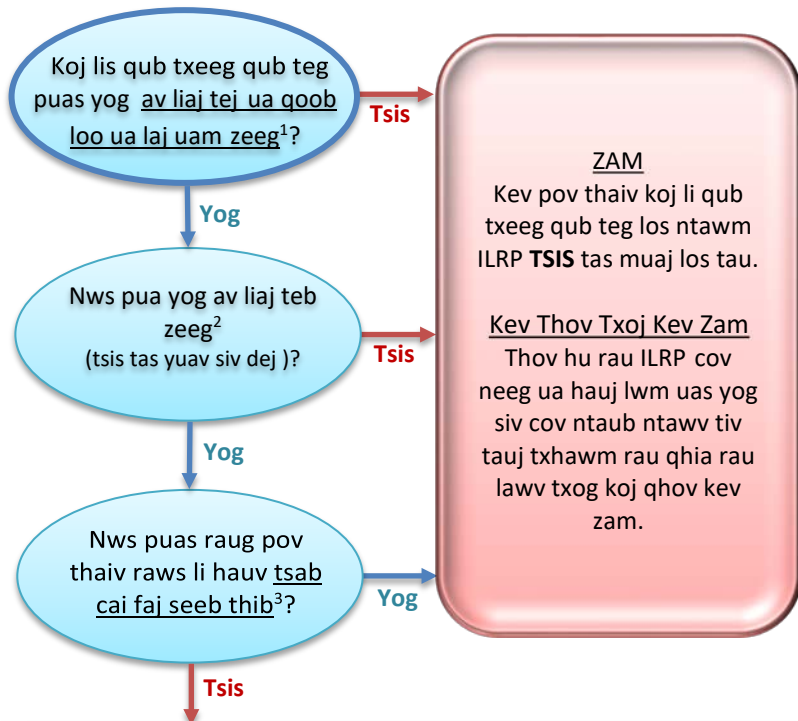 Koj lis qub txeeg qub teg
puas yog av liaj tej ua qoob
loo ua laj uam zeeg¹?
Tsis
Yog
Nws pua yog av liaj teb
zeeg²
(tsis tas yuav siv dej )?
Tsis
Yog
Nws puas raug pov
thaiv raws li hauv tsab
cai faj seeb thib³?
Yog
Tsis
ZAM
Kev pov thaiv koj li qub
txeeg qub teg los ntawm
ILRP TSIS tas muaj los tau.
Kev Thov Txoj Kev Zam
Thov hu rau ILRP cov
neeg ua hauj lwm uas yog
siv cov ntaub ntawv tiv
tauj txhawm rau qhia rau
lawv txog koj qhov kev
zam.